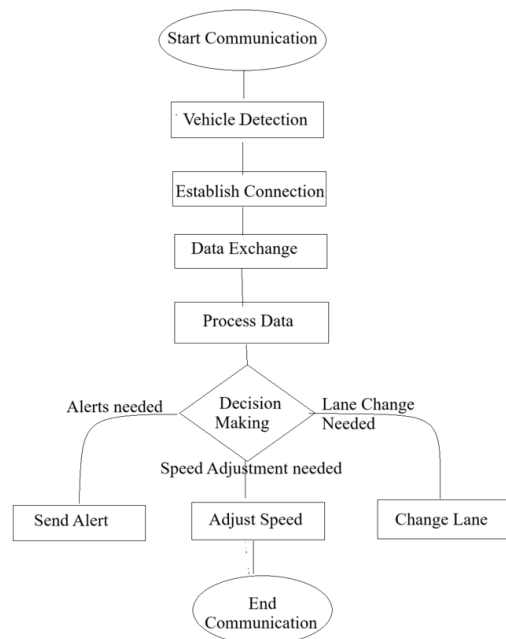 Start Communication
Vehicle Detection
Establish Connection
Data Exchange
Process Data
Decision
Making
Alerts needed
Lane Change
Needed
Speed Adjustment needed
Send Alert
Adjust Speed
Change Lane
End
Communication